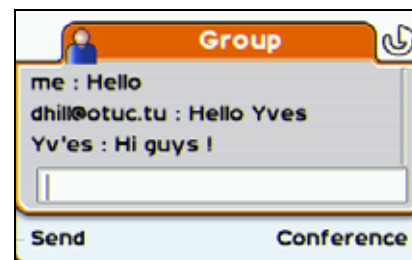 Group
me : Hello
dhill@otuc.tu : Hello Yves
Yv'es : Hi guys !
Send Conference